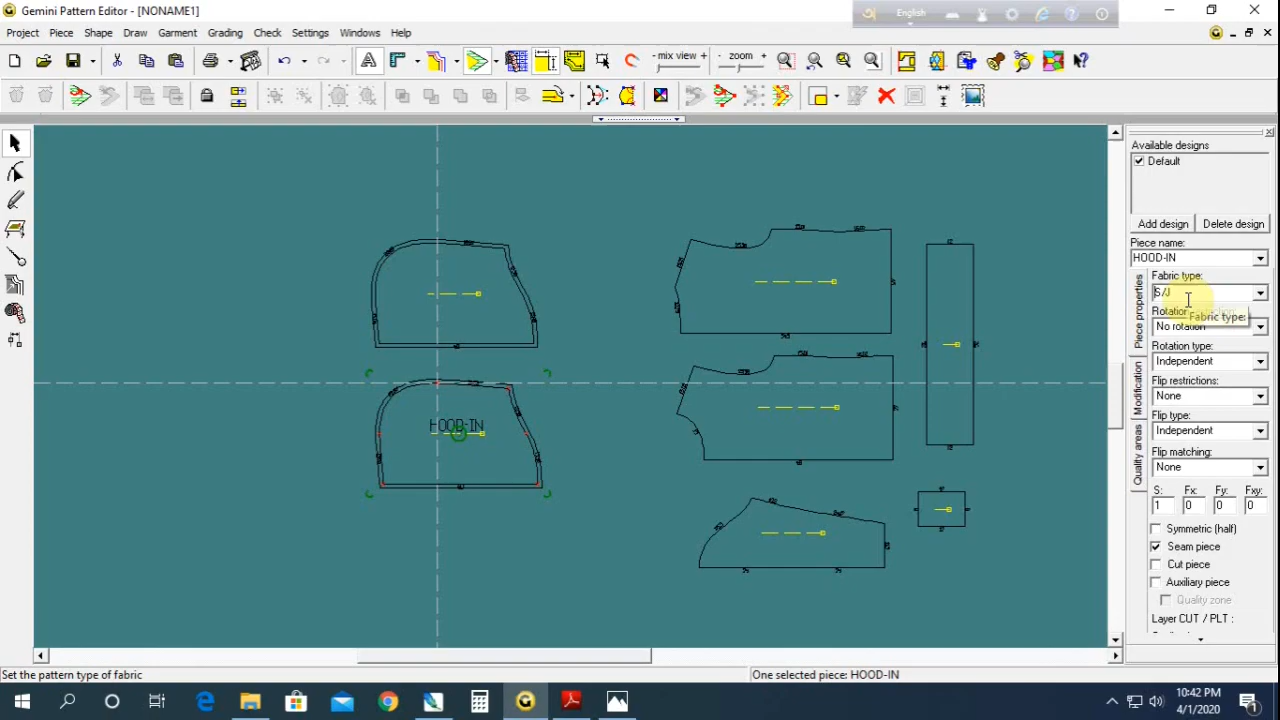 Gemini Pattern Editor - [NONAME1]
English
Project Piece Shape Draw Garment Grading Check Settings Windows Help
-mix view+
- zoom +
Available designs
Default
Add design Delete design
Piece name:
HOOD-IN
Fabric type:
S/J
Rotation
Fabric type:
No rotation
Rotation type:
Independent
Flip restrictions:
None
Flip type:
Independent
Flip matching:
None
S: Fx: Fy: Fxy:
1 0 0 0
Symmetric (half)
Seam piece
Cut piece
Auxiliary piece
Quality zone
Layer CUT / PLT :
Piece properties
Modification
Quality areas
HOOD-IN
Set the pattern type of fabric
One selected piece: HOOD-IN
10:42 PM
4/1/2020